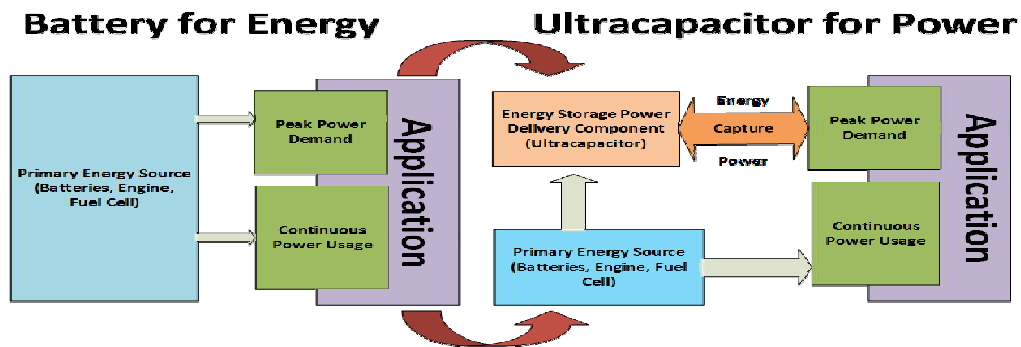 Battery for Energy
Ultracapacitor for Power
Primary Energy Source
(Batteries, Engine,
Fuel Cell)
Peak Power
Demand
Continuous
Power Usage
Application
Energy Storage Power
Delivery Component
(Ultracapacitor)
Energy
Capture
Power
Primary Energy Source
(Batteries, Engine, Fuel
Cell)
Peak Power
Demand
Continuous
Power Usage
Application